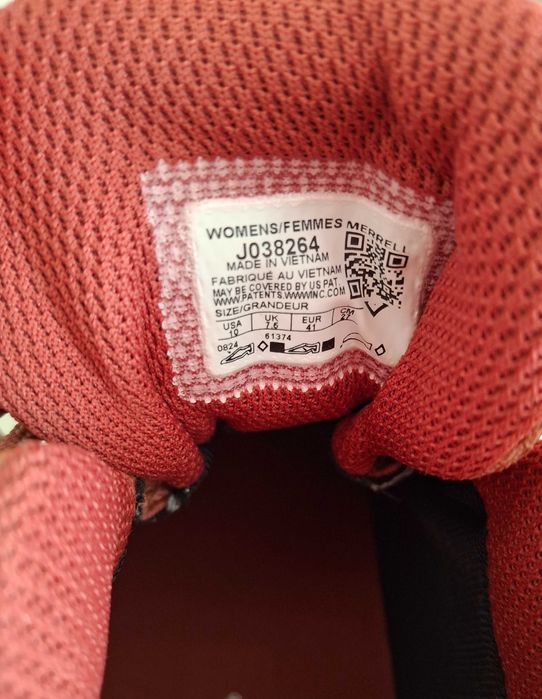 WOMENS/FEMMES MERRELL
J038264
MADE IN VIETNAM
FABRIQUÉ AU VIETNAM
MAY BE COVERED BY US PAT
WWW.PATENTS.WWWINC.COM
SIZE/GRANDEUR
USA UK EUR CM
10 7.5 41 27
0824 61374